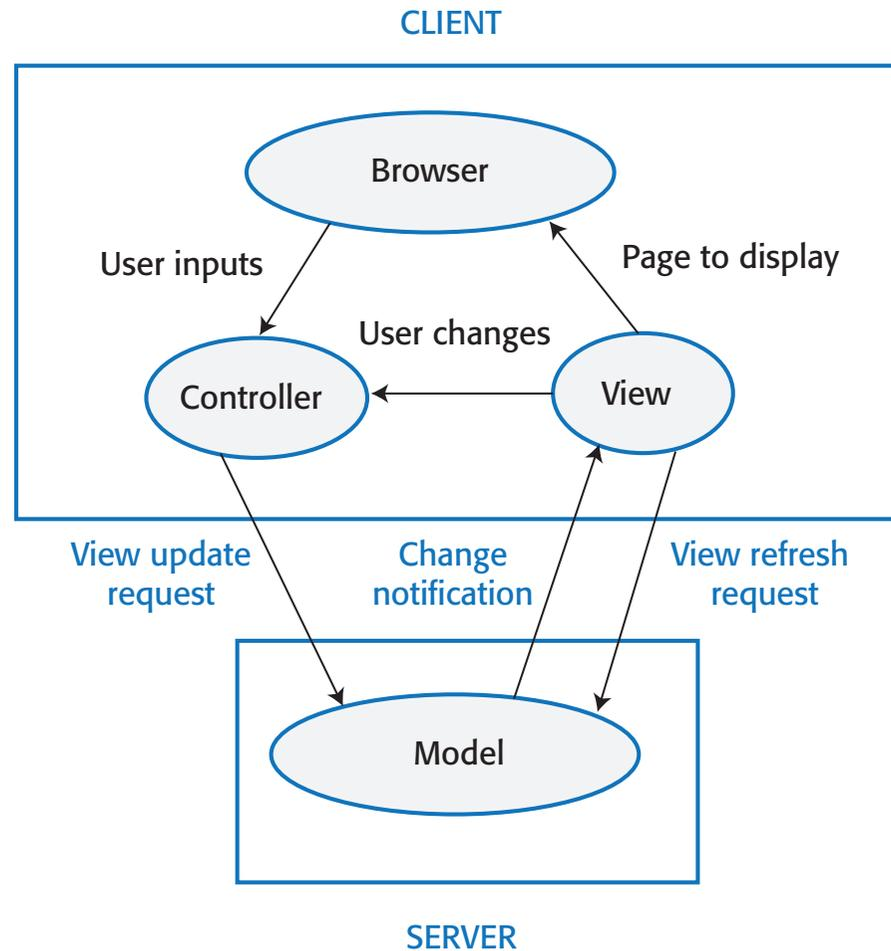 CLIENT
Browser
User inputs
Page to display
User changes
Controller
View
View update
request
Change
notification
View refresh
request
Model
SERVER